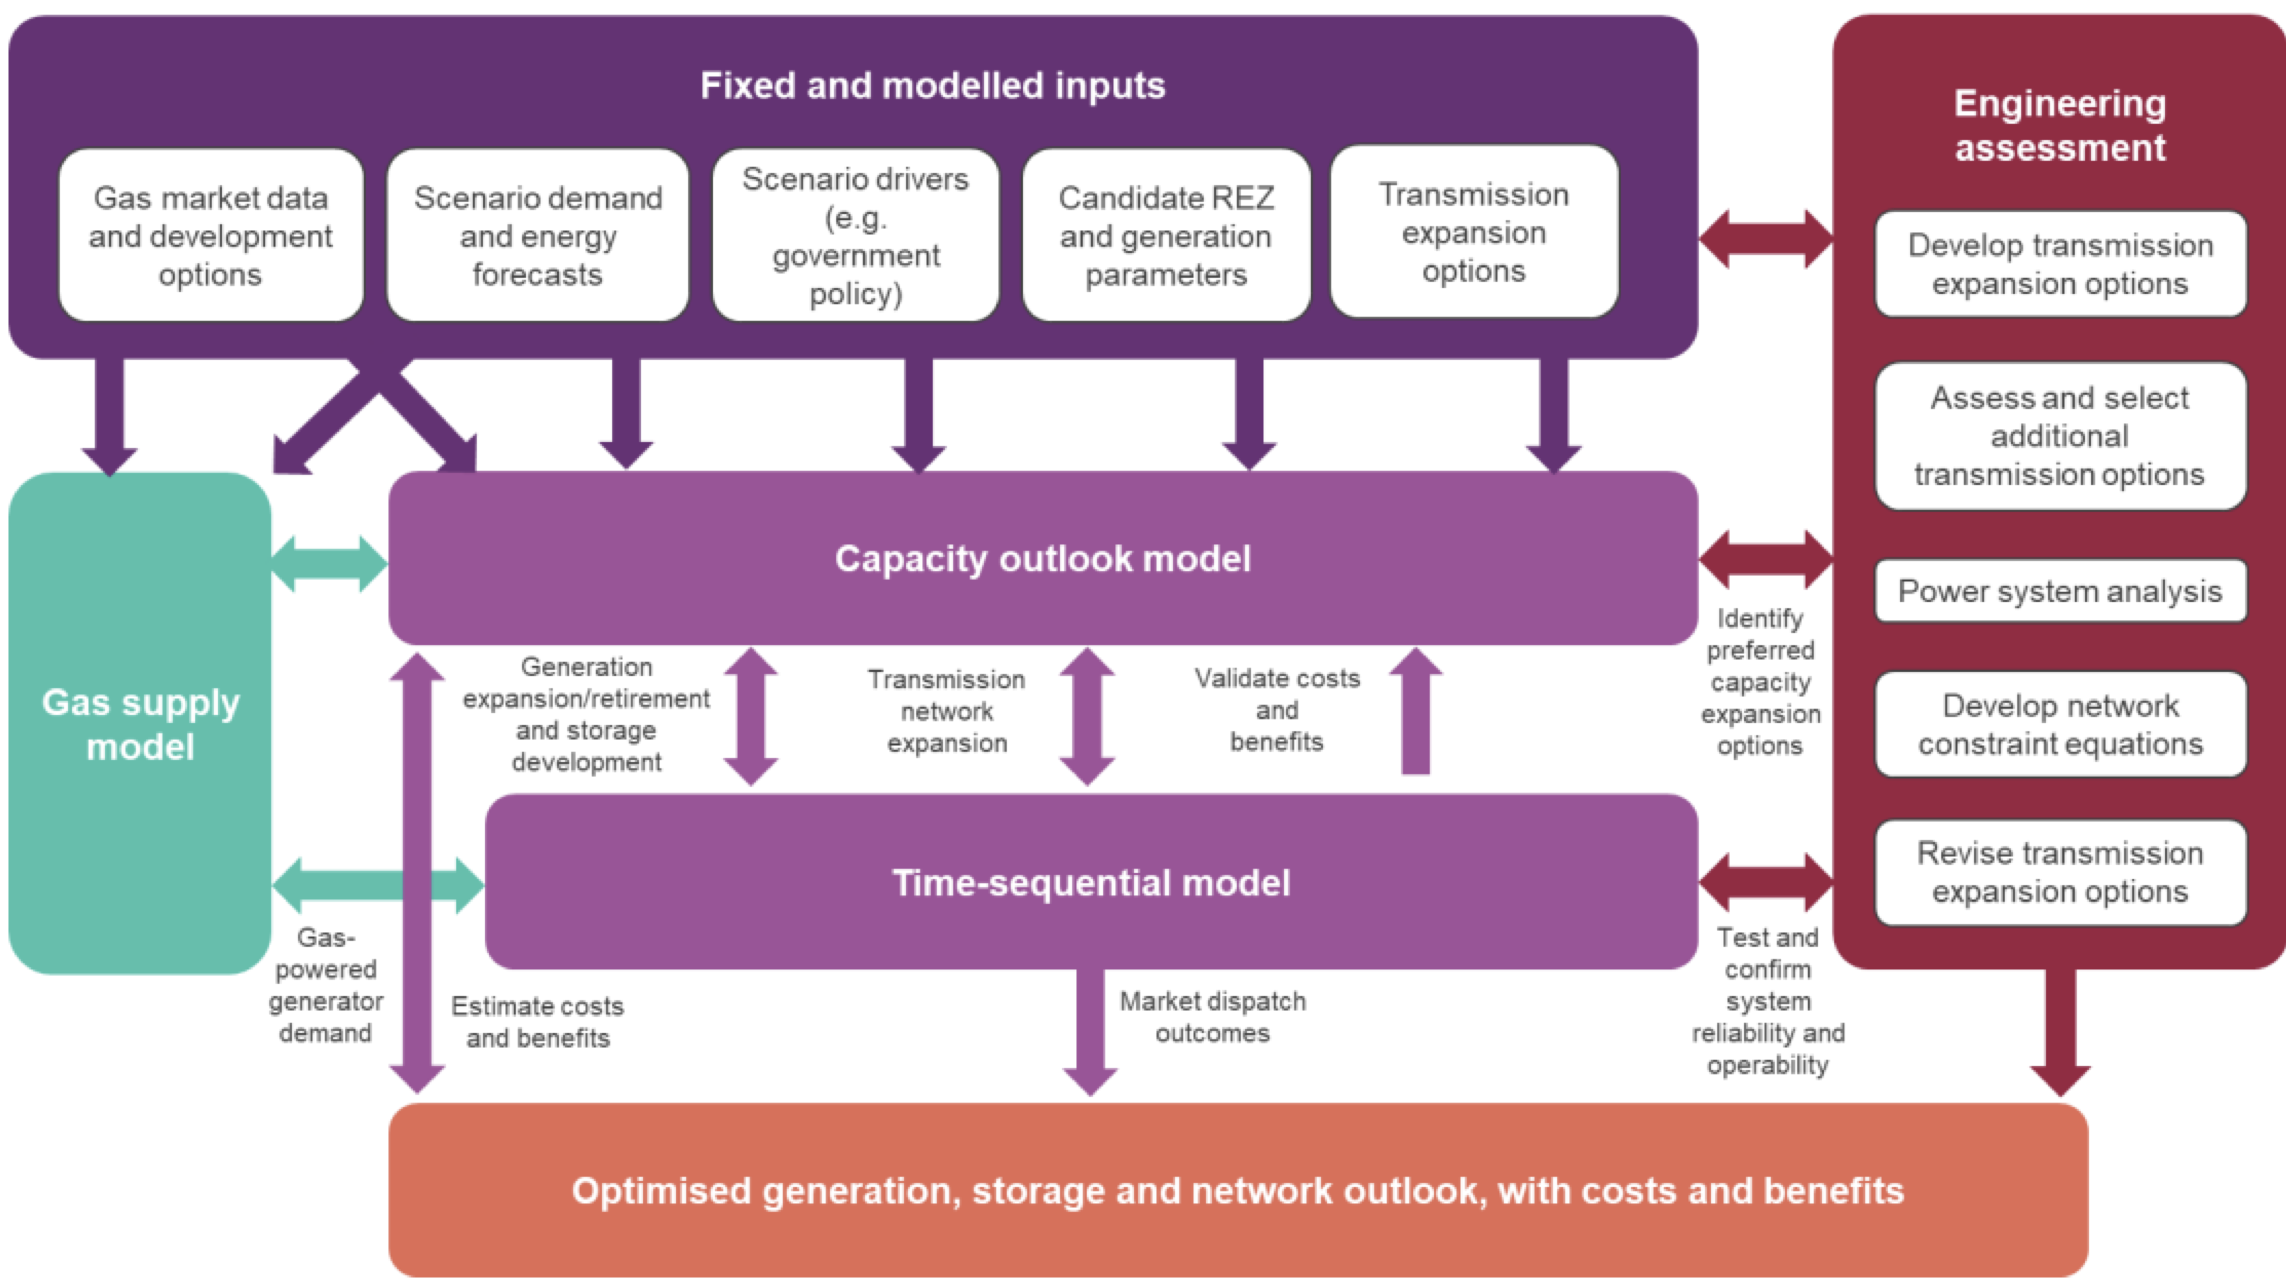 Fixed and modelled inputs
Gas market data
and development
options
Scenario demand
and energy
forecasts
Scenario drivers
(e.g.
government
policy)
Candidate REZ
and generation
parameters
Transmission
expansion
options
Engineering
assessment
Develop transmission
expansion options
Assess and select
additional
transmission options
Power system analysis
Develop network
constraint equations
Revise transmission
expansion options
Capacity outlook model
Identify
preferred
capacity
expansion
options
Gas supply
model
Generation
expansion/retirement
and storage
development
Transmission
network
expansion
Validate costs
and
benefits
Time-sequential model
Gas-
powered
generator
demand
Estimate costs
and benefits
Market dispatch
outcomes
Test and
confirm
system
reliability and
operability
Optimised generation, storage and network outlook, with costs and benefits